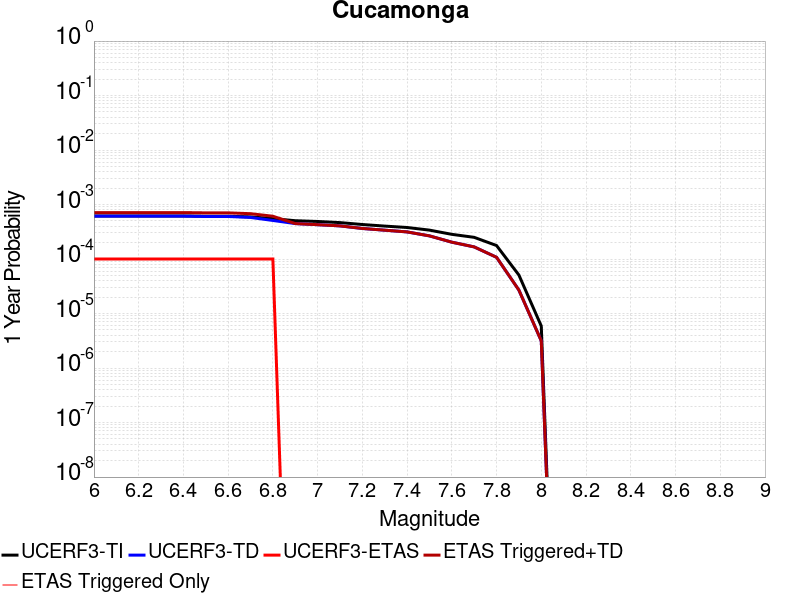 Cucamonga
10^0
10^-1
10^-2
10^-3
10^-4
10^-5
10^-6
10^-7
10^-8
1 Year Probability
6 6.2 6.4 6.6 6.8 7 7.2 7.4 7.6 7.8 8 8.2 8.4 8.6 8.8 9
Magnitude
UCERF3-TI UCERF3-TD UCERF3-ETAS ETAS Triggered+TD
ETAS Triggered Only